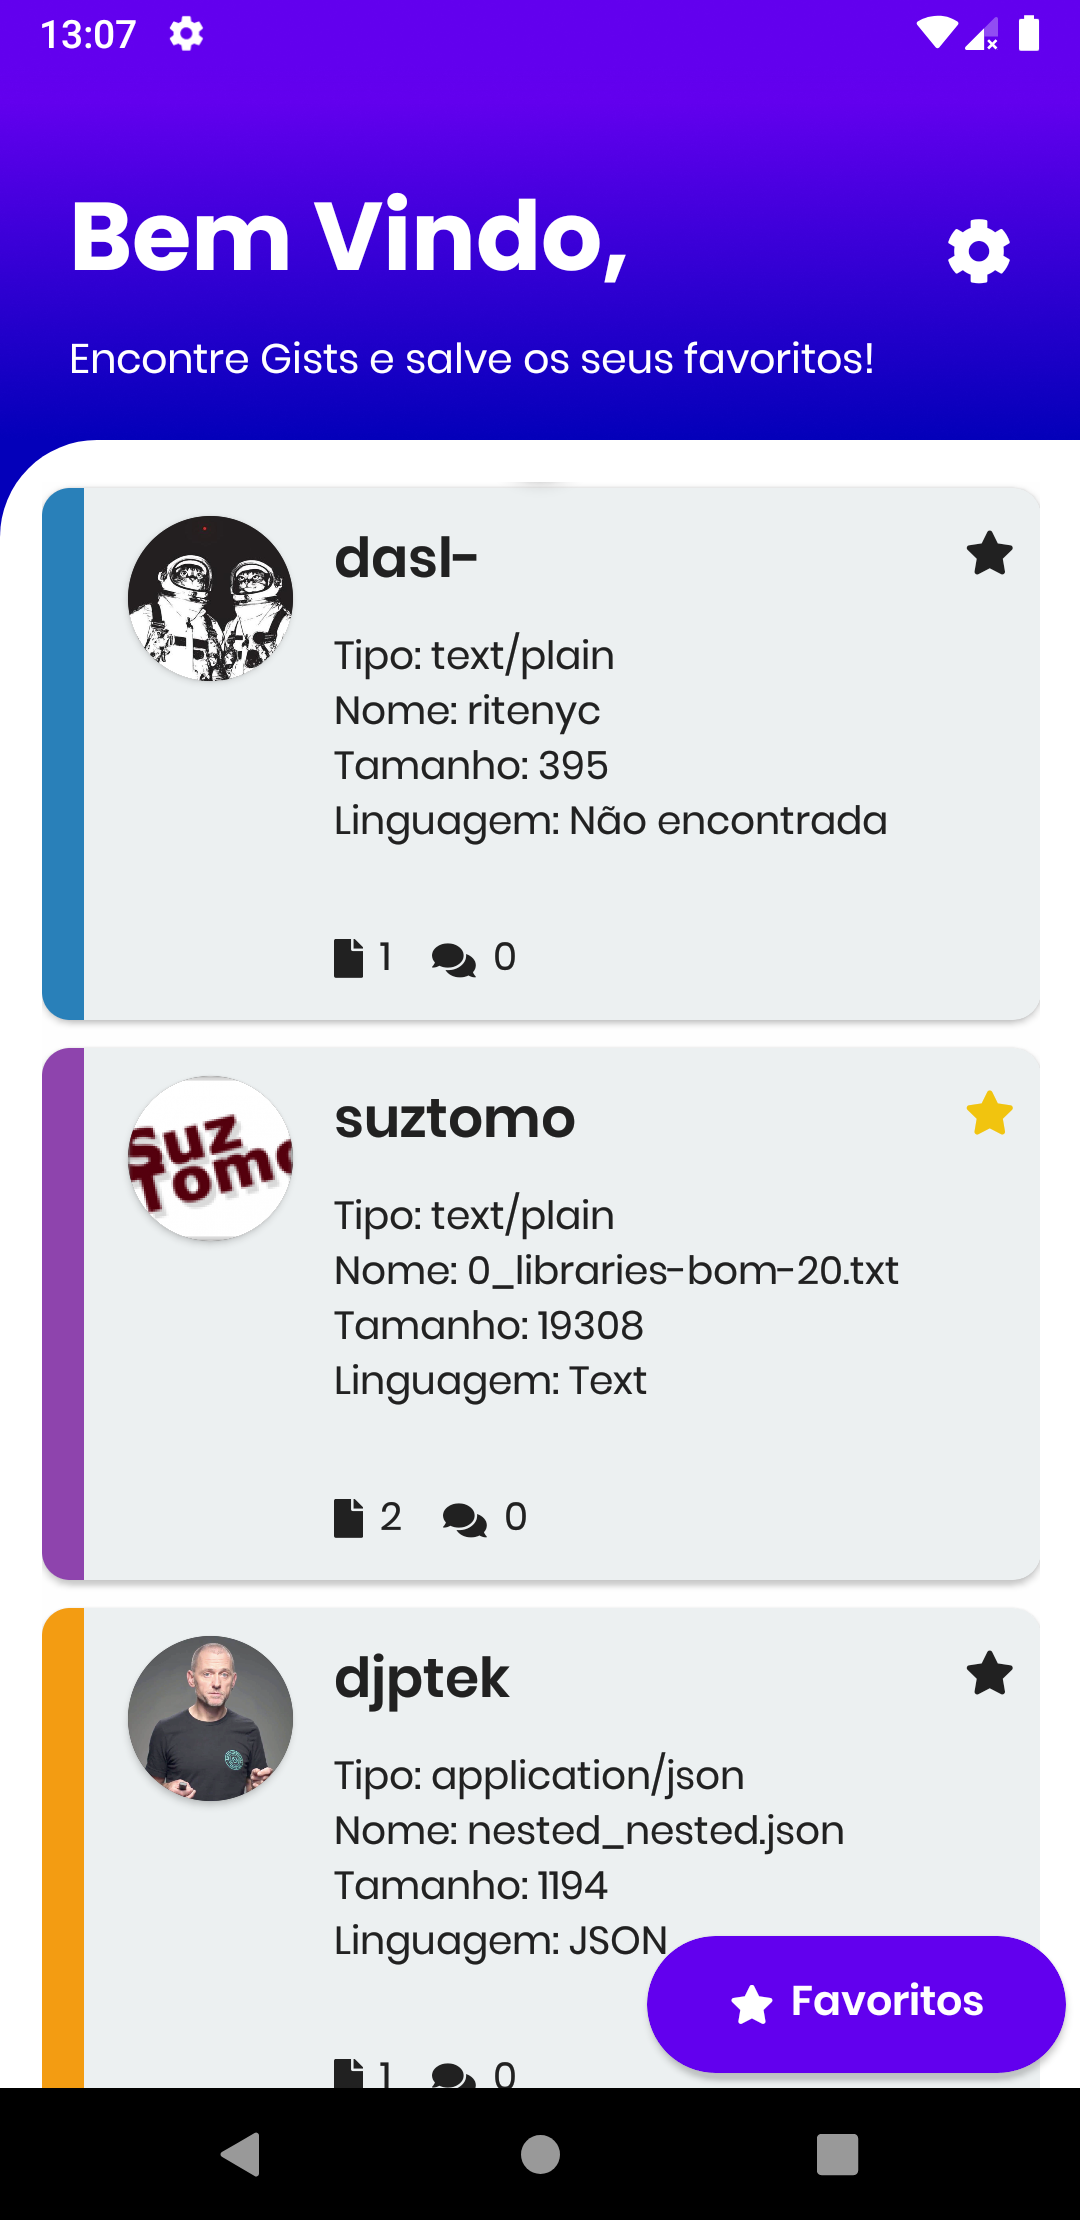 13:07
Bem Vindo,
Encontre Gists e salve os seus favoritos!
dasl-
Tipo: text/plain
Nome: ritenyc
Tamanho: 395
Linguagem: Não encontrada
1 0
Suz
Tomo
suztomo
Tipo: text/plain
Nome: 0_libraries-bom-20.txt
Tamanho: 19308
Linguagem: Text
2 0
djptek
Tipo: application/json
Nome: nested_nested.json
Tamanho: 1194
Linguagem: JSON
Favoritos
1 0